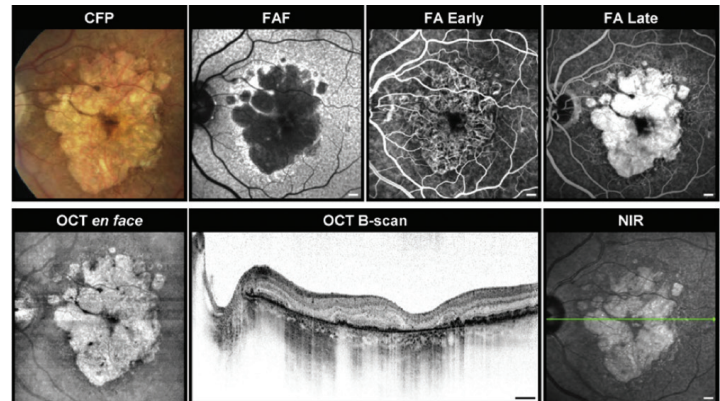 CFP
FAF
FA Early
FA Late
OCT en face
OCT B-scan
NIR